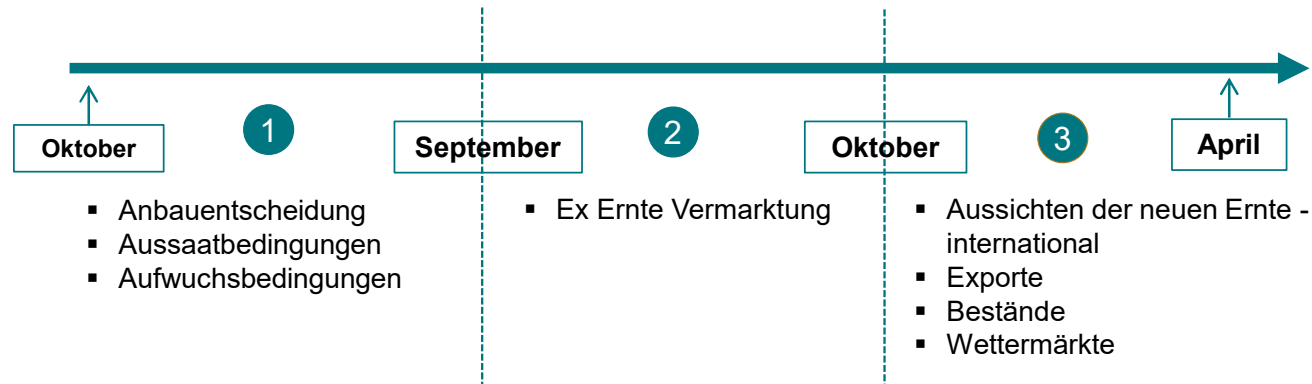 1
2
3
Oktober
September
Oktober
April
▪ Anbauentscheidung
▪ Aussaatbedingungen
▪ Aufwuchsbedingungen
▪ Ex Ernte Vermarktung
▪ Aussichten der neuen Ernte -
international
▪ Exporte
▪ Bestände
▪ Wettermärkte